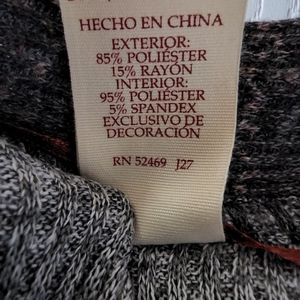 HECHO EN CHINA
EXTERIOR:
85% POLIÉSTER
15% RAYÓN
INTERIOR:
95% POLIÉSTER
5% SPANDEX
EXCLUSIVO DE
DECORACIÓN
RN 52469 J27